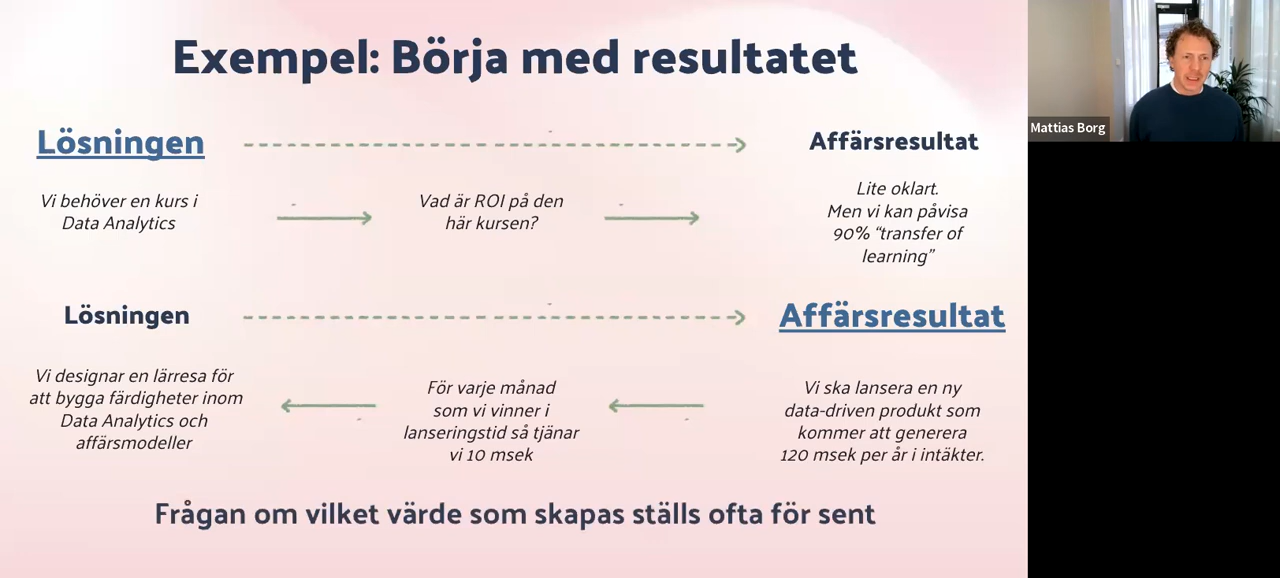 Exempel: Börja med resultatet
Mattias Borg
Lösningen
Affärsresultat
Vi behöver en kurs i
Data Analytics
Vad är ROI på den
här kursen?
Lite oklart.
Men vi kan påvisa
90% “transfer of
learning”
Lösningen
Affärsresultat
Vi designar en lärresa för
att bygga färdigheter inom
Data Analytics och
affärsmodeller
För varje månad
som vi vinner i
lanseringstid så tjänar
vi 10 msek
Vi ska lansera en ny
data-driven produkt som
kommer att generera
120 msek per år i intäkter.
Frågan om vilket värde som skapas ställs ofta för sent